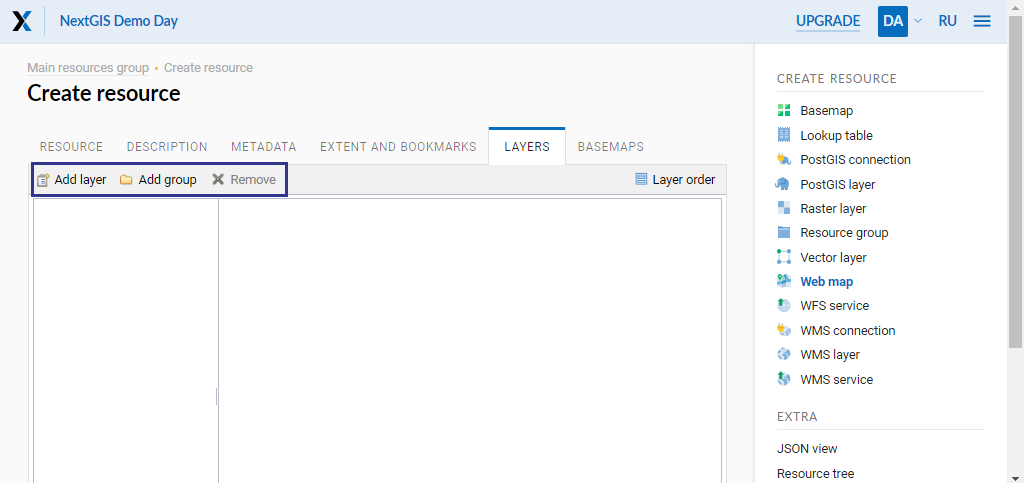 NextGIS Demo Day
UPGRADE DA RU
Main resources group • Create resource
Create resource
RESOURCE DESCRIPTION METADATA EXTENT AND BOOKMARKS LAYERS BASEMAPS
Add layer Add group Remove Layer order
CREATE RESOURCE
Basemap
Lookup table
PostGIS connection
PostGIS layer
Raster layer
Resource group
Vector layer
Web map
WFS service
WMS connection
WMS layer
WMS service
EXTRA
JSON view
Resource tree